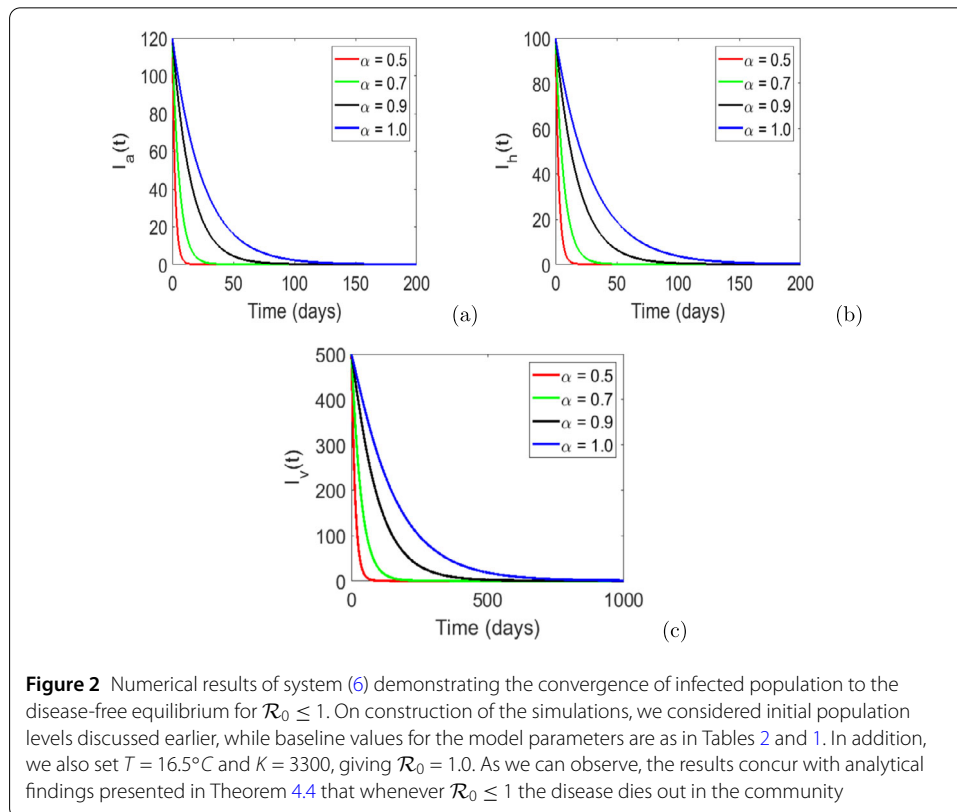 120
100
80
60
40
20
0
I_a(t)
α = 0.5
α = 0.7
α = 0.9
α = 1.0
0 50 100 150 200
Time (days)
(a)
100
80
60
40
20
0
I_h(t)
α = 0.5
α = 0.7
α = 0.9
α = 1.0
0 50 100 150 200
Time (days)
(b)
500
400
300
200
100
0
I_v(t)
α = 0.5
α = 0.7
α = 0.9
α = 1.0
0 500 1000
Time (days)
(c)
Figure 2 Numerical results of system (6) demonstrating the convergence of infected population to the
disease-free equilibrium for R₀ ≤ 1. On construction of the simulations, we considered initial population
levels discussed earlier, while baseline values for the model parameters are as in Tables 2 and 1. In addition,
we also set T = 16.5°C and K = 3300, giving R₀ = 1.0. As we can observe, the results concur with analytical
findings presented in Theorem 4.4 that whenever R₀ ≤ 1 the disease dies out in the community